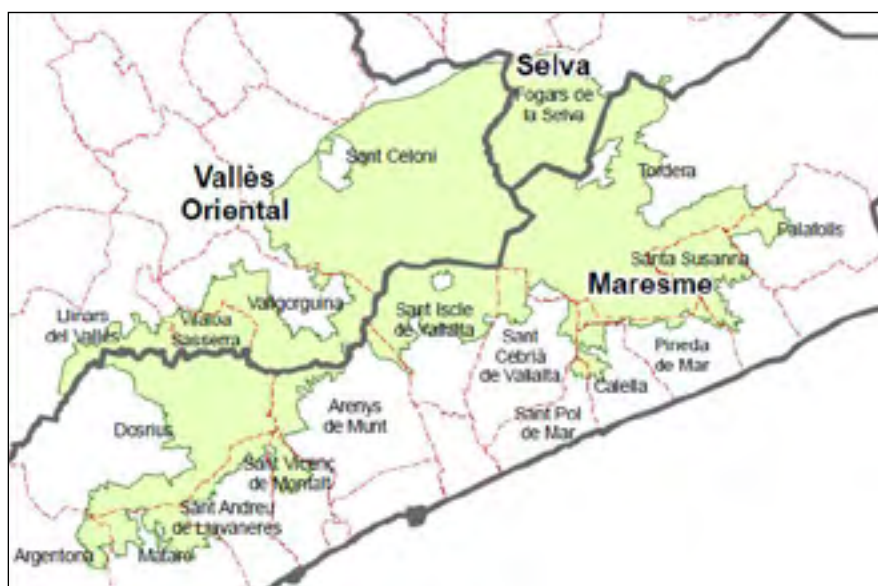 Selva
Fogars de
la Selva
Sant Celoni
Tordera
Vallès
Oriental
Palafolls
Santa Susanna
Maresme
Vallgorguina
Sant Iscle
de Vallalta
Llinars
del Vallès
Vilalba
Sasserra
Sant
Cebrià
de Vallalta
Pineda
de Mar
Calella
Arenys
de Munt
Sant Pol
de Mar
Dosrius
Sant Vicenç
de Montalt
Sant Andreu
de Llavaneres
Argentona
Mataró